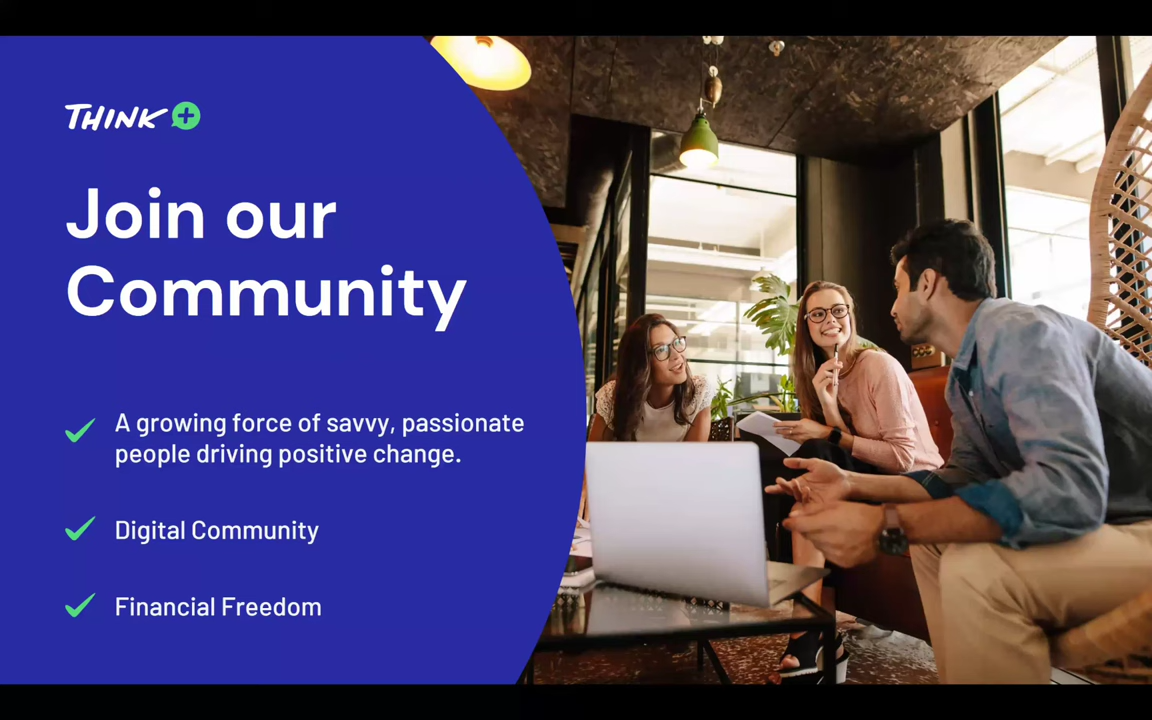 THINK+
Join our
Community
A growing force of savvy, passionate
people driving positive change.
Digital Community
Financial Freedom